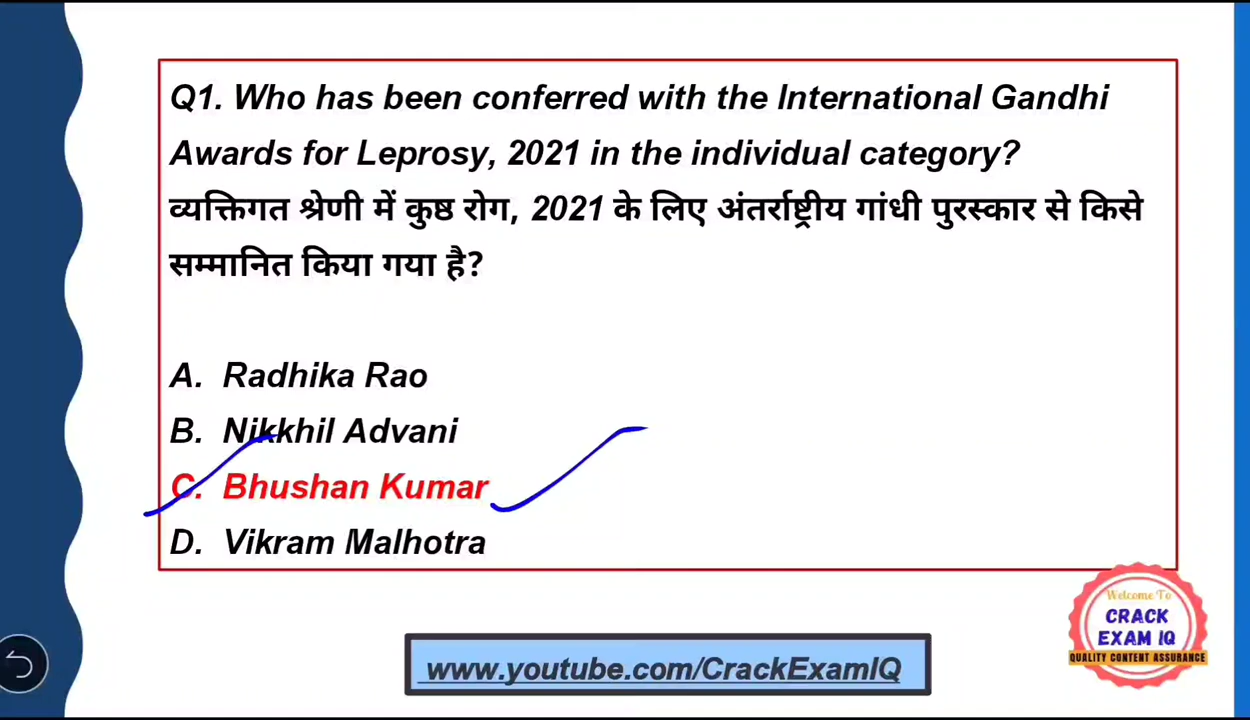 Q1. Who has been conferred with the International Gandhi
Awards for Leprosy, 2021 in the individual category?
व्यक्तिगत श्रेणी में कुष्ठ रोग, 2021 के लिए अंतर्राष्ट्रीय गांधी पुरस्कार से किसे
सम्मानित किया गया है?
A. Radhika Rao
B. Nikkhil Advani
C. Bhushan Kumar
D. Vikram Malhotra
Welcome To
CRACK
EXAM IQ
QUALITY CONTENT ASSURANCE
www.youtube.com/CrackExamIQ